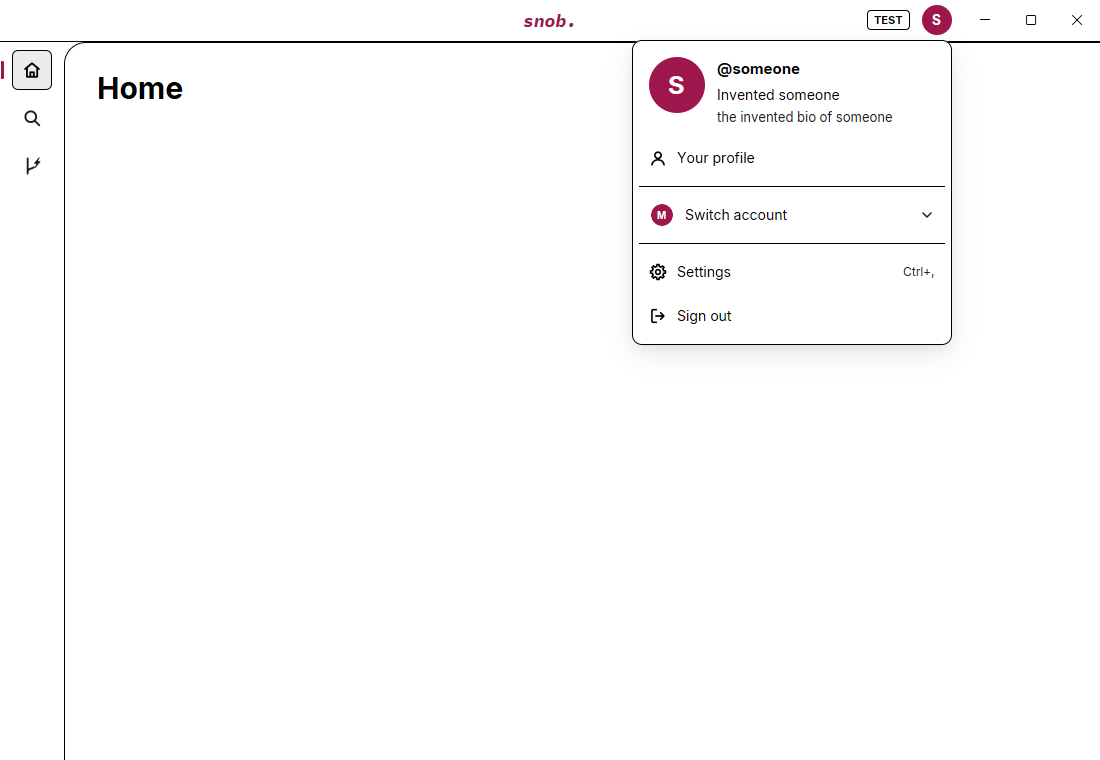 snob.
TEST
S
Home
S
@someone
Invented someone
the invented bio of someone
Your profile
M
Switch account
Settings
Ctrl+,
Sign out